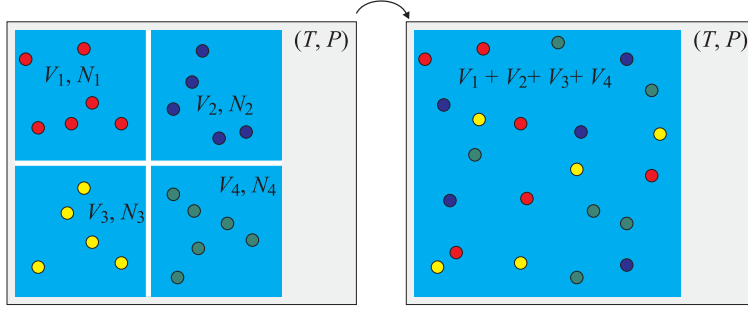 (T, P)
V₁, N₁
V₂, N₂
V₃, N₃
V₄, N₄
(T, P)
V₁ + V₂+ V₃+ V₄